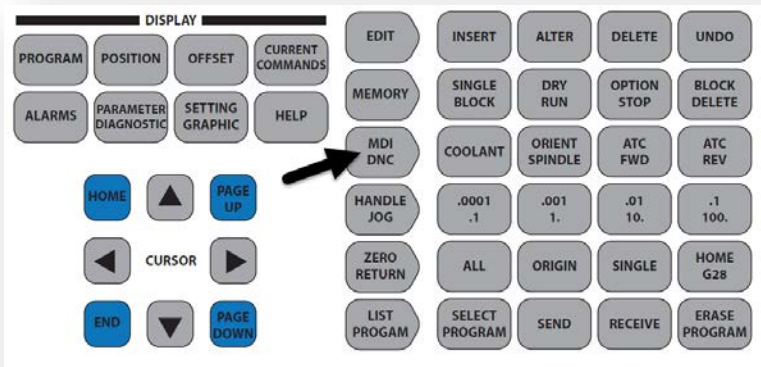 DISPLAY
PROGRAM POSITION OFFSET CURRENT COMMANDS
ALARMS PARAMETER DIAGNOSTIC SETTING GRAPHIC HELP
HOME PAGE UP
CURSOR
END PAGE DOWN
EDIT INSERT ALTER DELETE UNDO
MEMORY SINGLE BLOCK DRY RUN OPTION STOP BLOCK DELETE
MDI DNC COOLANT ORIENT SPINDLE ATC FWD ATC REV
HANDLE JOG .0001 .1 .001 1. .01 10. .1 100.
ZERO RETURN ALL ORIGIN SINGLE HOME G28
LIST PROGAM SELECT PROGRAM SEND RECEIVE ERASE PROGRAM